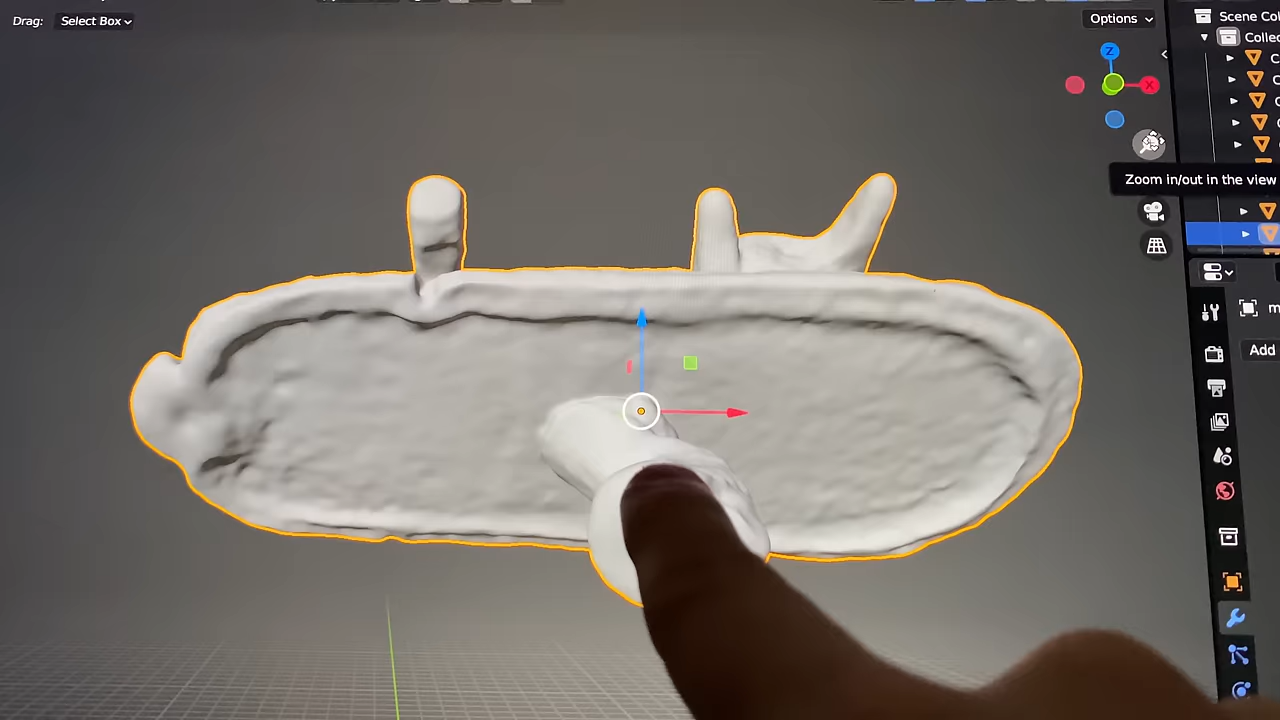 Drag:
Select Box
Options
Scene Col
Collec
Z
X
Zoom in/out in the view
Add